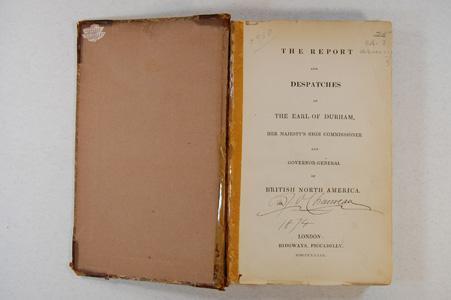 THE REPORT
AND
DESPATCHES
OF
THE EARL OF DURHAM,
HER MAJESTY'S HIGH COMMISSIONER
AND
GOVERNOR-GENERAL
OF
BRITISH NORTH AMERICA.
1874
LONDON:
RIDGWAYS, PICCADILLY.